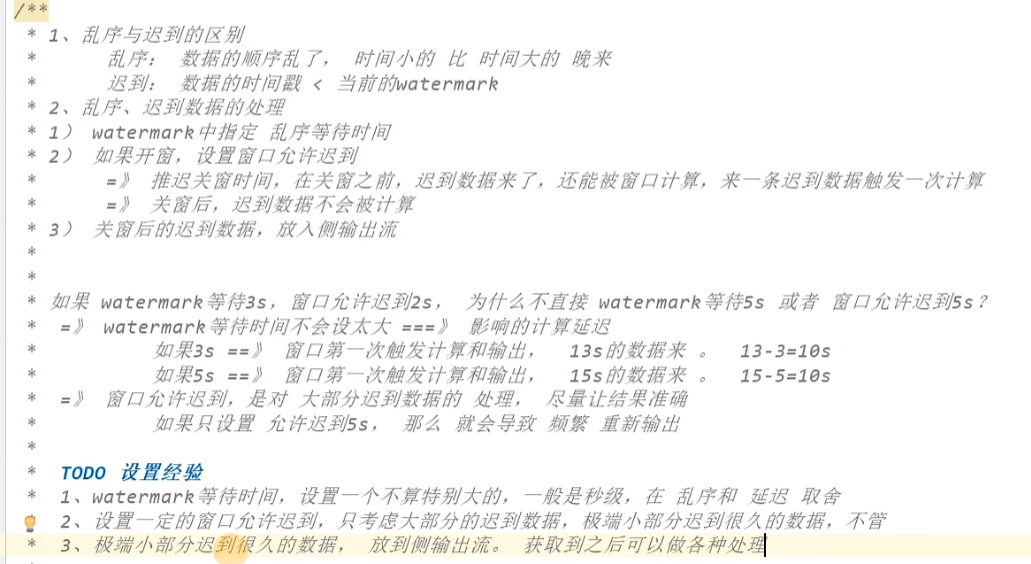 /**
* 1、乱序与迟到的区别
* 乱序： 数据的顺序乱了， 时间小的 比 时间大的 晚来
* 迟到： 数据的时间戳 < 当前的watermark
* 2、乱序、迟到数据的处理
* 1） watermark中指定 乱序等待时间
* 2） 如果开窗，设置窗口允许迟到
* =》 推迟关窗时间，在关窗之前，迟到数据来了，还能被窗口计算，来一条迟到数据触发一次计算
* =》 关窗后，迟到数据不会被计算
* 3） 关窗后的迟到数据，放入侧输出流
*
*
* 如果 watermark等待3s，窗口允许迟到2s， 为什么不直接 watermark等待5s 或者 窗口允许迟到5s？
* =》 watermark等待时间不会设太大 ===》 影响的计算延迟
* 如果3s ==》 窗口第一次触发计算和输出， 13s的数据来 。 13-3=10s
* 如果5s ==》 窗口第一次触发计算和输出， 15s的数据来 。 15-5=10s
* =》 窗口允许迟到，是对 大部分迟到数据的 处理， 尽量让结果准确
* 如果只设置 允许迟到5s， 那么 就会导致 频繁 重新输出
*
* TODO 设置经验
* 1、watermark等待时间，设置一个不算特别大的，一般是秒级，在 乱序和 延迟 取舍
* 2、设置一定的窗口允许迟到，只考虑大部分的迟到数据，极端小部分迟到很久的数据，不管
* 3、极端小部分迟到很久的数据， 放到侧输出流。 获取到之后可以做各种处理